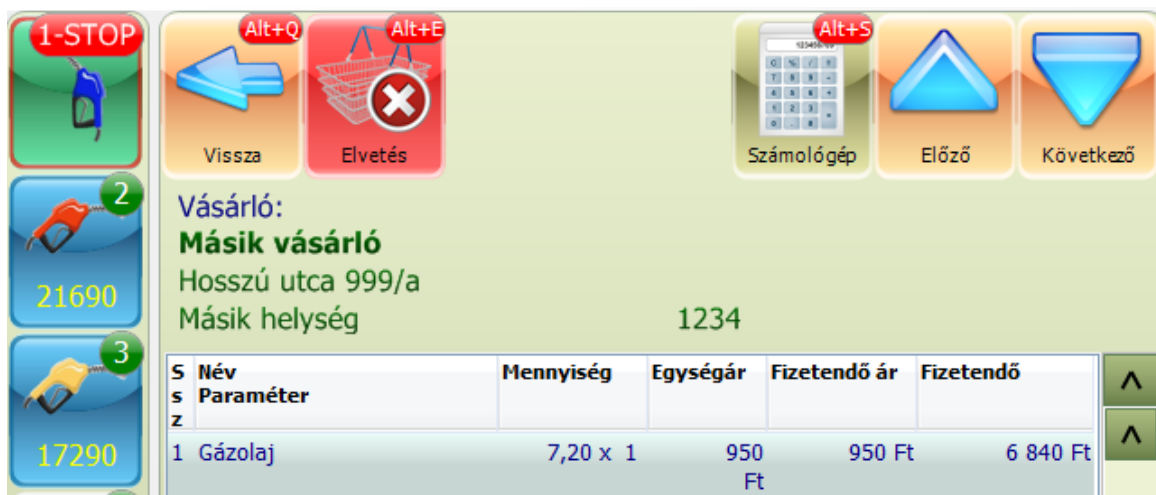 1-STOP
Alt+Q
Alt+E
Alt+S
Vissza
Elvetés
Számológép
Előző
Következő
2
21690
3
17290
Vásárló:
Másik vásárló
Hosszú utca 999/a
Másik helység 1234
S Név Mennyiség Egységár Fizetendő ár Fizetendő
s Paraméter
z
1 Gázolaj 7,20 x 1 950 950 Ft 6 840 Ft
Ft